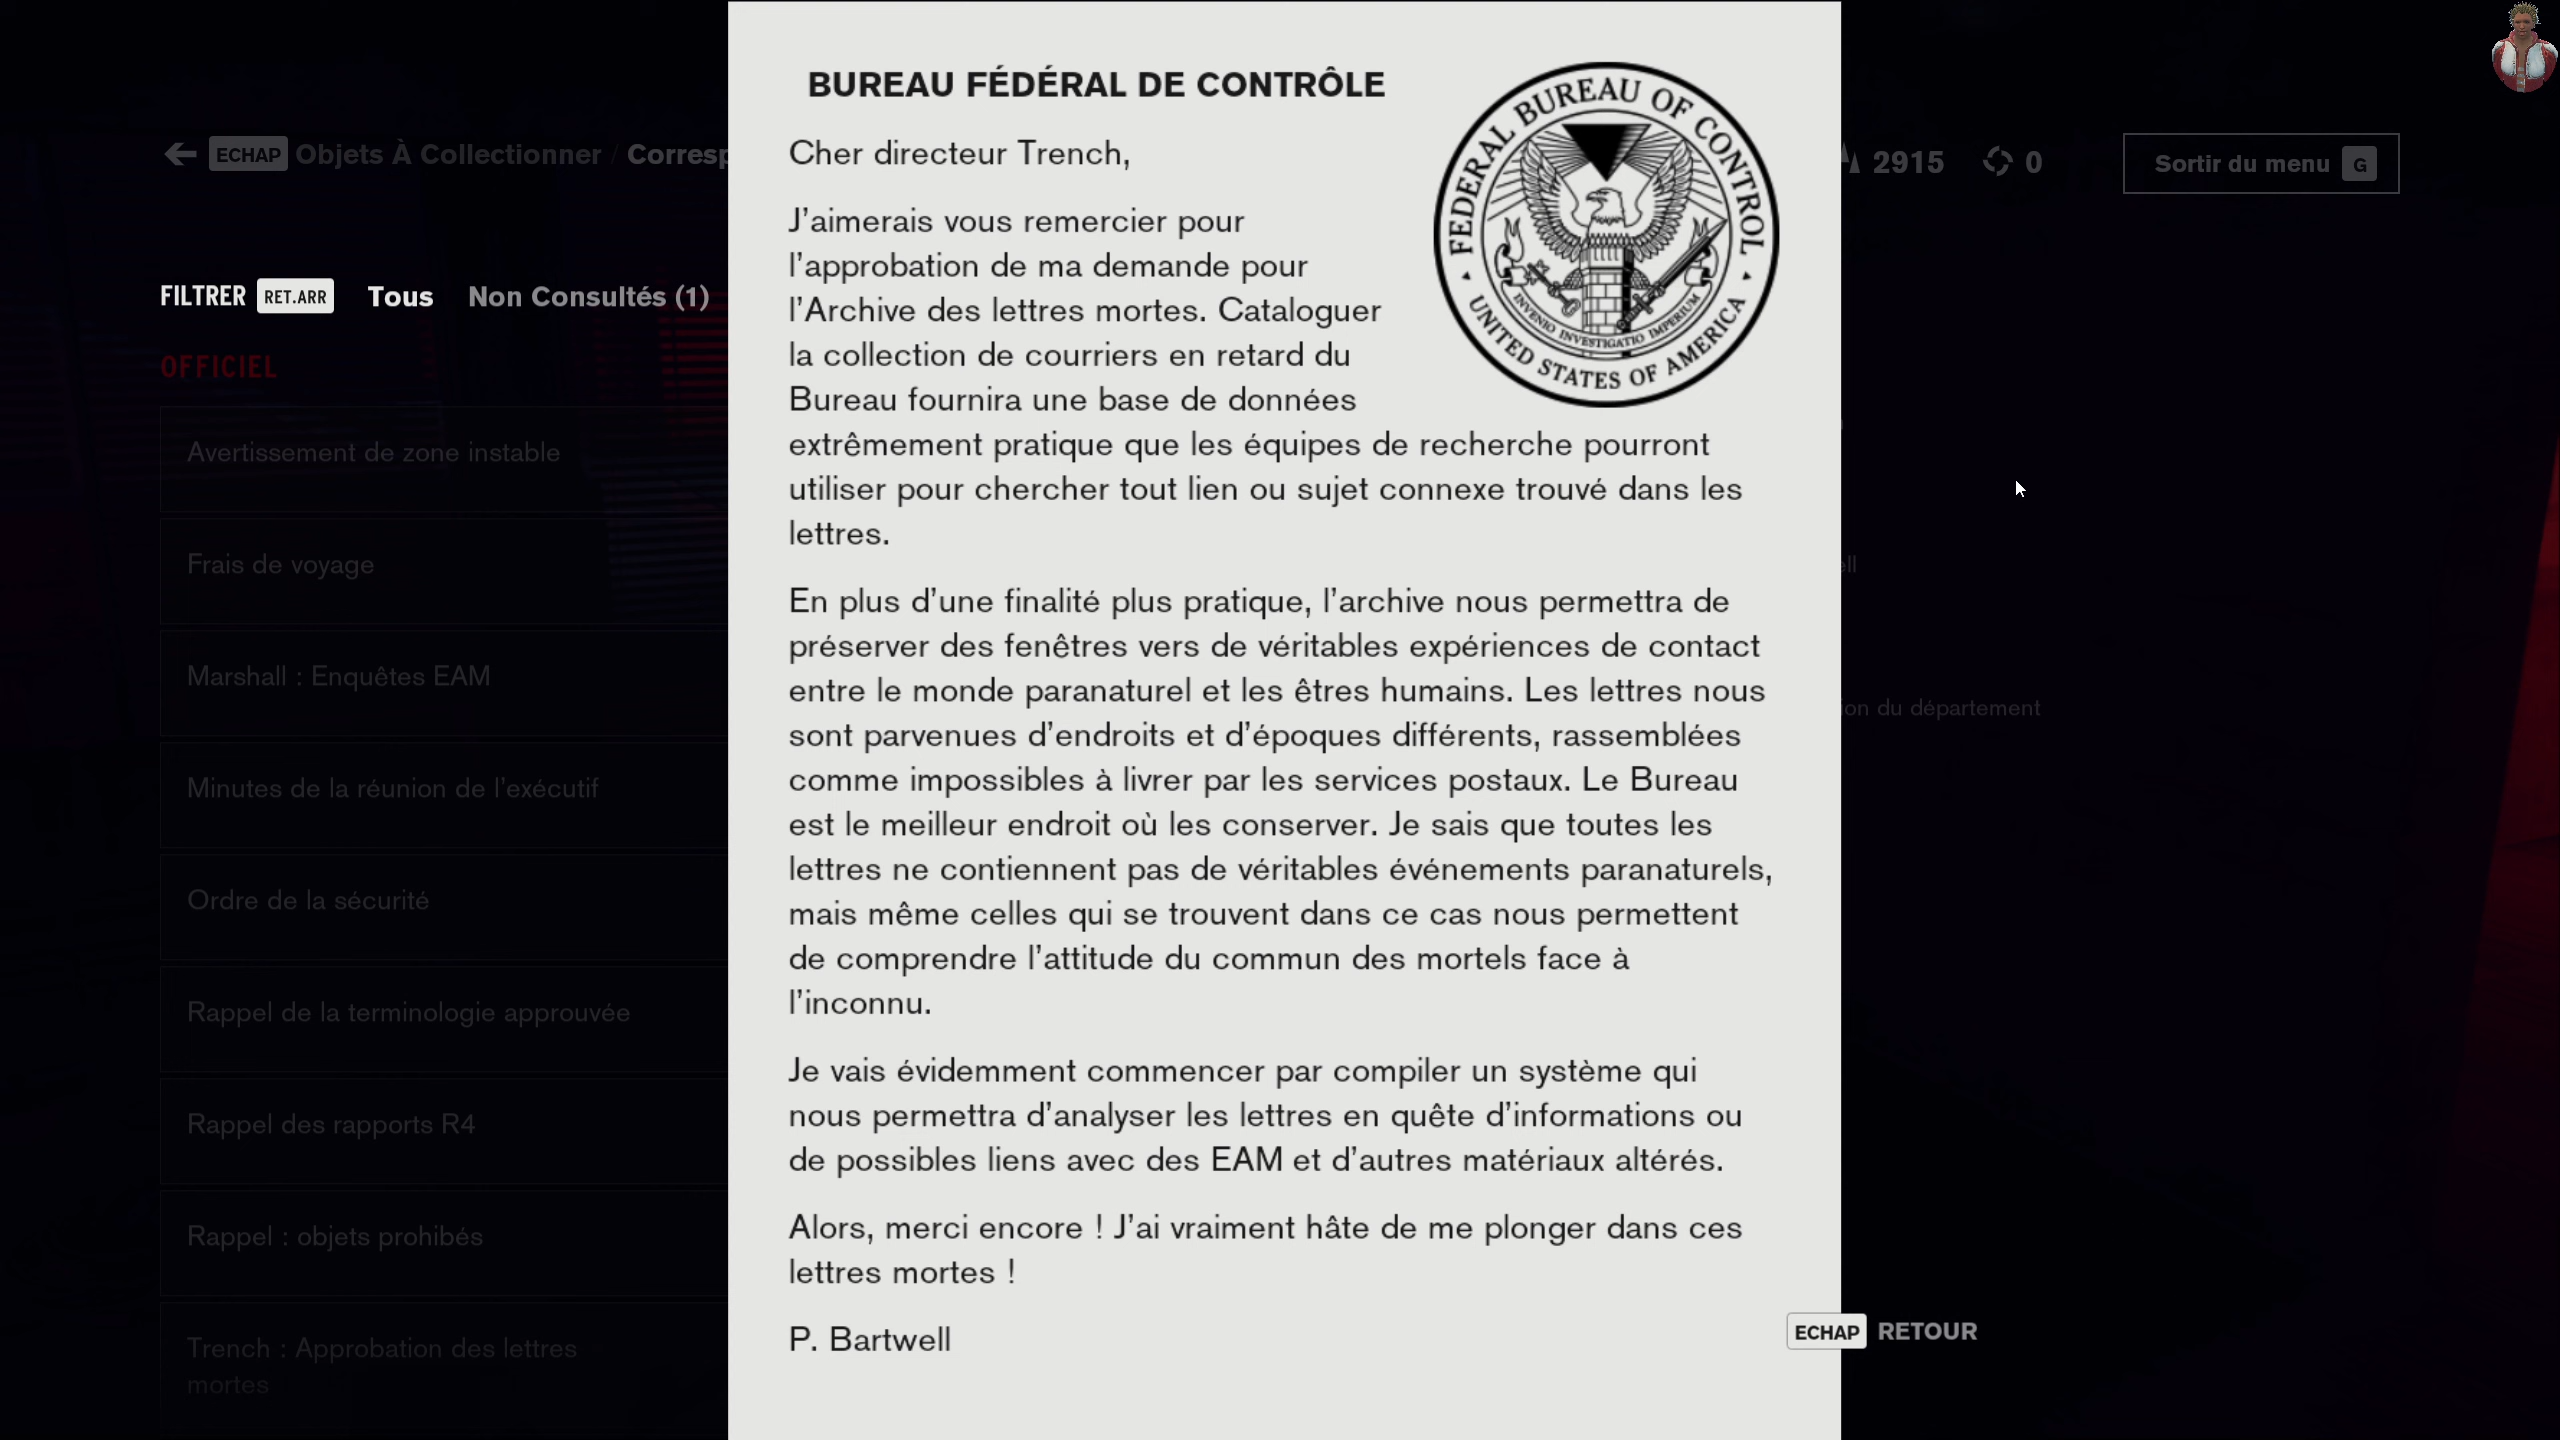 BUREAU FÉDÉRAL DE CONTRÔLE
FEDERAL BUREAU OF CONTROL
UNITED STATES OF AMERICA
INVENIO INVESTIGATIO IMPERIUM
Cher directeur Trench,
J'aimerais vous remercier pour
l'approbation de ma demande pour
l'Archive des lettres mortes. Cataloguer
la collection de courriers en retard du
Bureau fournira une base de données
extrêmement pratique que les équipes de recherche pourront
utiliser pour chercher tout lien ou sujet connexe trouvé dans les
lettres.
En plus d'une finalité plus pratique, l'archive nous permettra de
préserver des fenêtres vers de véritables expériences de contact
entre le monde paranaturel et les êtres humains. Les lettres nous
sont parvenues d'endroits et d'époques différents, rassemblées
comme impossibles à livrer par les services postaux. Le Bureau
est le meilleur endroit où les conserver. Je sais que toutes les
lettres ne contiennent pas de véritables événements paranaturels,
mais même celles qui se trouvent dans ce cas nous permettent
de comprendre l'attitude du commun des mortels face à
l'inconnu.
Je vais évidemment commencer par compiler un système qui
nous permettra d'analyser les lettres en quête d'informations ou
de possibles liens avec des EAM et d'autres matériaux altérés.
Alors, merci encore ! J'ai vraiment hâte de me plonger dans ces
lettres mortes !
P. Bartwell
ECHAP RETOUR
ECHAP Objets À Collectionner / Corresp
2915 0
Sortir du menu G
FILTRER RET.ARR Tous Non Consultés (1)
OFFICIEL
Avertissement de zone instable
Frais de voyage
Marshall : Enquêtes EAM
Minutes de la réunion de l'exécutif
Ordre de la sécurité
Rappel de la terminologie approuvée
Rappel des rapports R4
Rappel : objets prohibés
Trench : Approbation des lettres
mortes
ell
ion du département